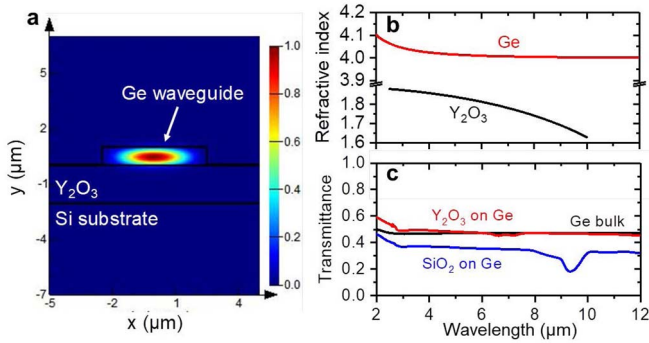 a
y (μm)
7
5
2
-1
-4
-7
-5
-2
1
4
x (μm)
Ge waveguide
Y2O3
Si substrate
1.0
0.8
0.6
0.4
0.2
0.0
b
Refractive index
4.2
4.1
4.0
3.9
1.8
1.7
1.6
Ge
Y2O3
c
Transmittance
1.0
0.8
0.6
0.4
0.2
0.0
Y2O3 on Ge
Ge bulk
SiO2 on Ge
2
4
6
8
10
12
Wavelength (μm)